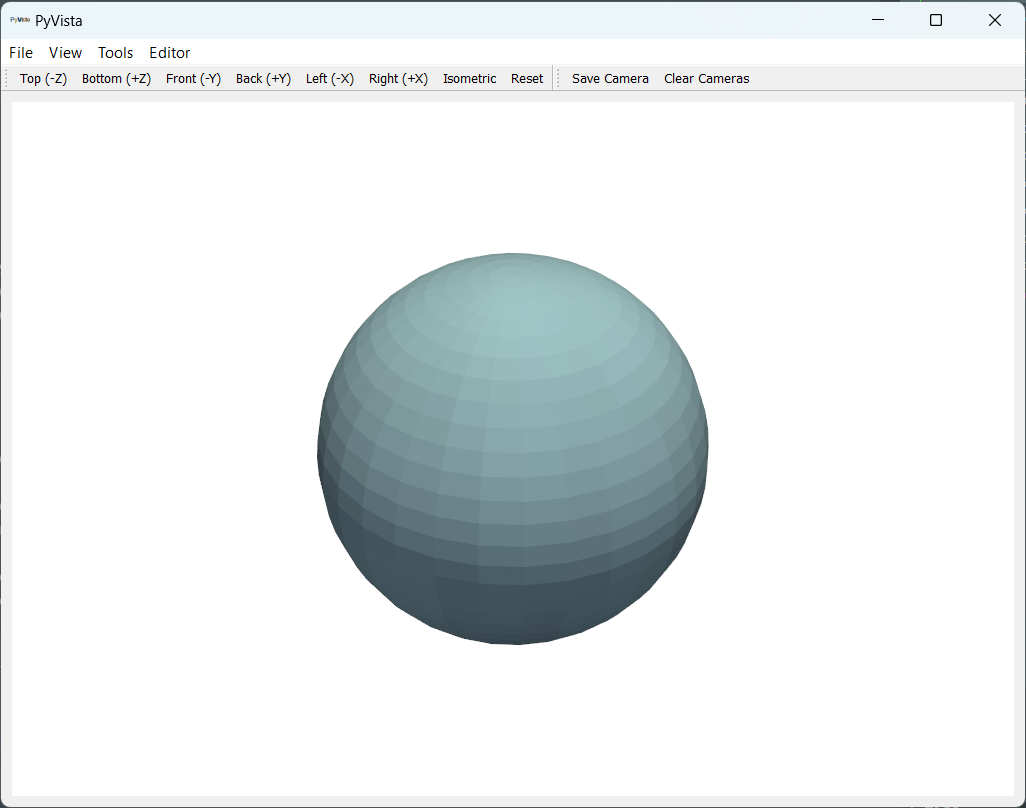 PyVista PyVista
File View Tools Editor
Top (-Z) Bottom (+Z) Front (-Y) Back (+Y) Left (-X) Right (+X) Isometric Reset Save Camera Clear Cameras